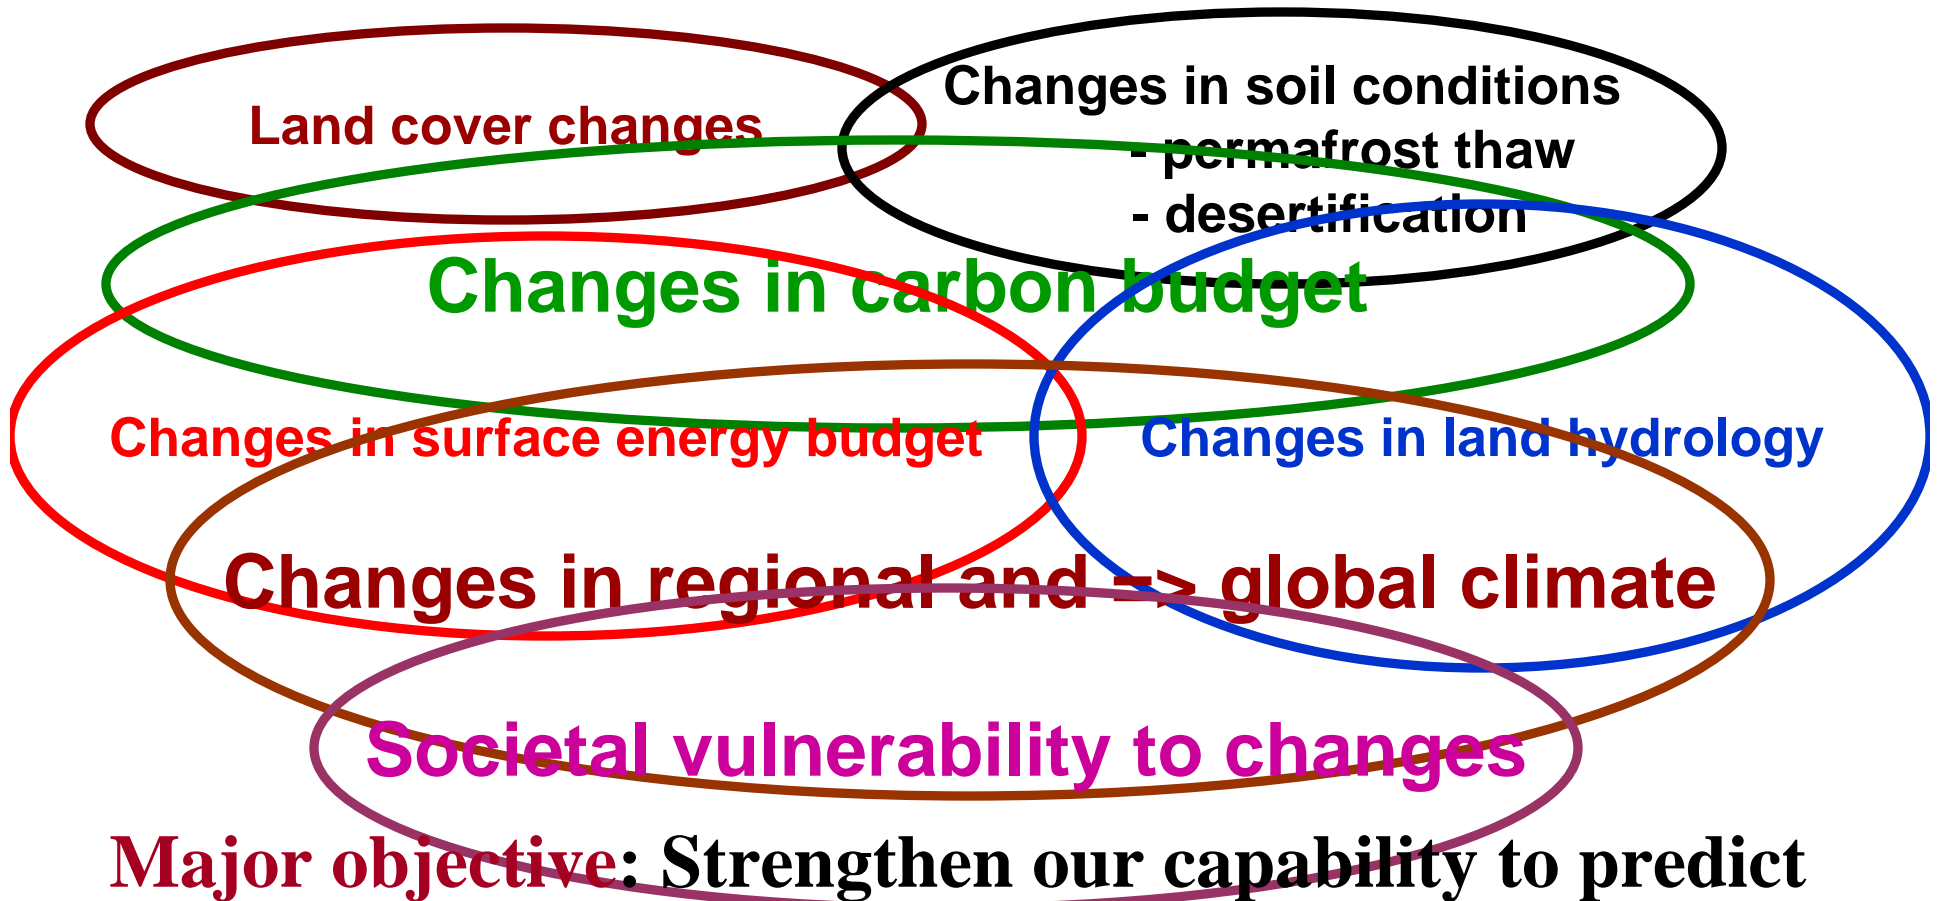 Land cover changes
Changes in soil conditions
- permafrost thaw
- desertification
Changes in carbon budget
Changes in surface energy budget
Changes in land hydrology
Changes in regional and => global climate
Societal vulnerability to changes
Major objective: Strengthen our capability to predict